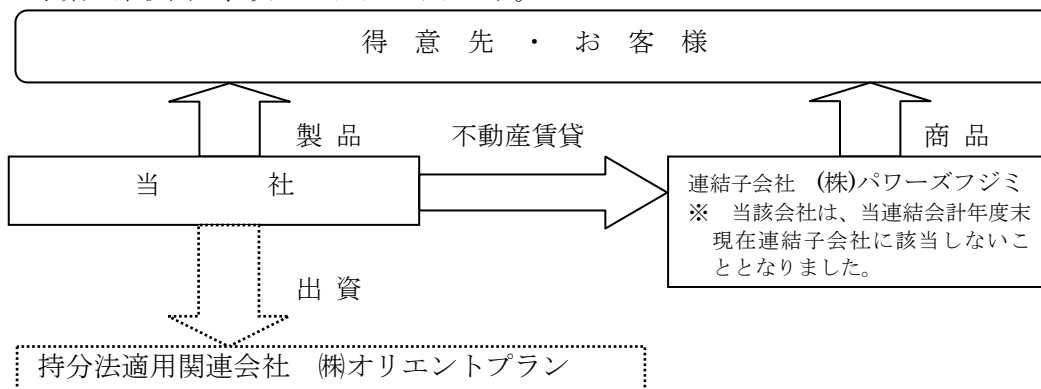 得意先・お客様
製品
不動産賃貸
商品
当社
連結子会社 (株)パワーズフジミ
※ 当該会社は、当連結会計年度末
現在連結子会社に該当しないこ
ととなりました。
出資
持分法適用関連会社 ㈱オリエントプラン